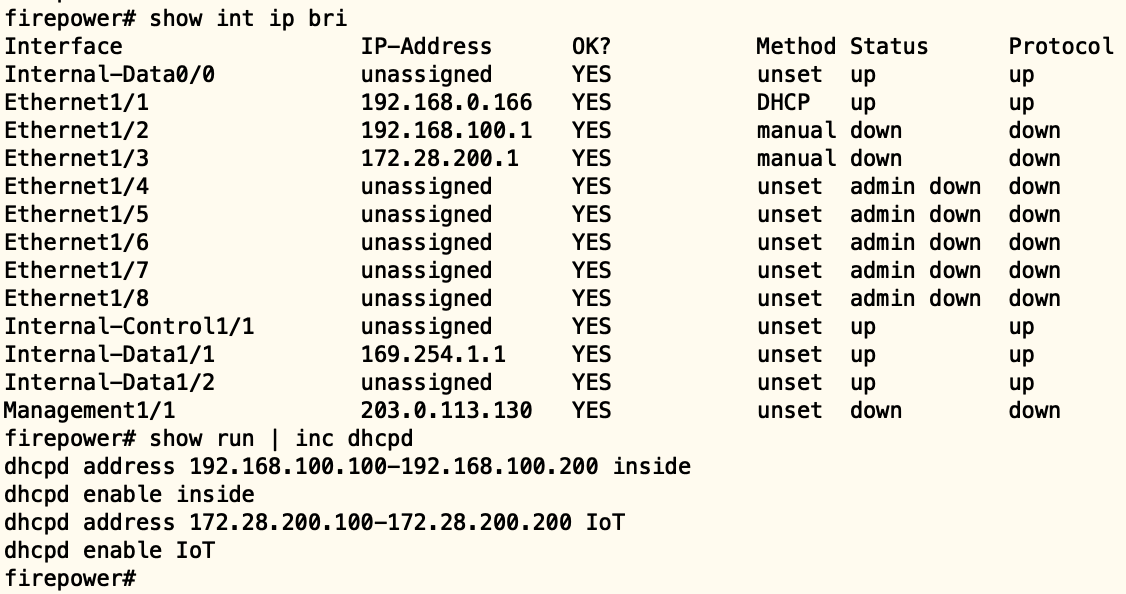 firepower# show int ip bri
Interface IP-Address OK? Method Status Protocol
Internal-Data0/0 unassigned YES unset up up
Ethernet1/1 192.168.0.166 YES DHCP up up
Ethernet1/2 192.168.100.1 YES manual down down
Ethernet1/3 172.28.200.1 YES manual down down
Ethernet1/4 unassigned YES unset admin down down
Ethernet1/5 unassigned YES unset admin down down
Ethernet1/6 unassigned YES unset admin down down
Ethernet1/7 unassigned YES unset admin down down
Ethernet1/8 unassigned YES unset admin down down
Internal-Control1/1 unassigned YES unset up up
Internal-Data1/1 169.254.1.1 YES unset up up
Internal-Data1/2 unassigned YES unset up up
Management1/1 203.0.113.130 YES unset down down
firepower# show run | inc dhcpd
dhcpd address 192.168.100.100-192.168.100.200 inside
dhcpd enable inside
dhcpd address 172.28.200.100-172.28.200.200 IoT
dhcpd enable IoT
firepower#